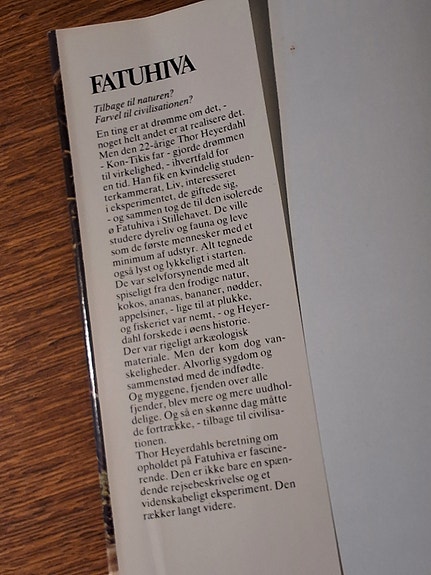 FATUHIVA
Tilbage til naturen?
Farvel til civilisationen?
En ting er at drømme om det, -
noget helt andet er at realisere det.
Men den 22-årige Thor Heyerdahl
- Kon-Tikis far - gjorde drømmen
til virkelighed, - ihvertfald for
en tid. Han fik en kvindelig studen-
terkammerat, Liv, interesseret
i eksperimentet, de giftede sig,
- og sammen tog de til den isolerede
ø Fatuhiva i Stillehavet. De ville
studere dyreliv og fauna og leve
som de første mennesker med et
minimum af udstyr. Alt tegnede
også lyst og lykkeligt i starten.
De var selvforsynende med alt
spiseligt fra den frodige natur,
kokos, ananas, bananer, nødder,
appelsiner, - lige til at plukke,
og fiskeriet var nemt, - og Heyer-
dahl forskede i øens historie.
Der var rigeligt arkæologisk
materiale. Men der kom dog van-
skeligheder. Alvorlig sygdom og
sammenstød med de indfødte.
Og myggene, fjenden over alle
fjender, blev mere og mere uudhol-
delige. Og så en skønne dag måtte
de fortrække, - tilbage til civilisa-
tionen.
Thor Heyerdahls beretning om
opholdet på Fatuhiva er fascine-
rende. Den er ikke bare en spæn-
dende rejsebeskrivelse og et
videnskabeligt eksperiment. Den
rækker langt videre.